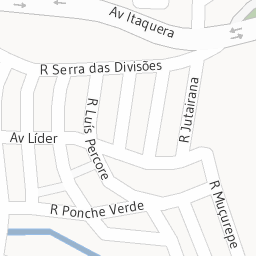 Av Itaquera
R Serra das Divisões
R Luís Percore
R Jutairana
Av Líder
R Muçurepe
R Ponche Verde